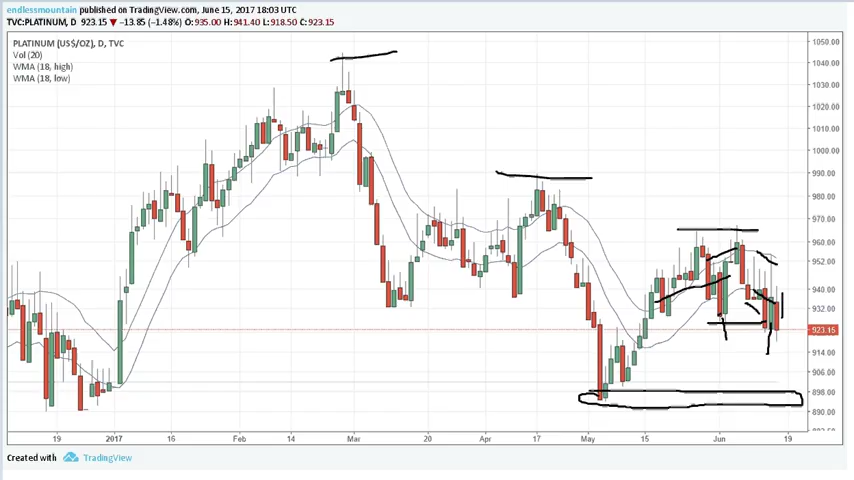 endlessmountain published on TradingView.com, June 15, 2017 18:03 UTC
TVC:PLATINUM, D 923.15 ▼ −13.85 (−1.48%) O:935.00 H:941.40 L:918.50 C:923.15
PLATINUM (US$/OZ), D, TVC
Vol (20)
WMA (18, high)
WMA (18, low)
1050.00
1040.00
1030.00
1020.00
1010.00
1000.00
990.00
980.00
970.00
960.00
952.00
940.00
932.00
923.15
914.00
906.00
898.00
890.00
19 2017 16 Feb 14 Mar 20 Apr 17 May 15 Jun 19
Created with TradingView